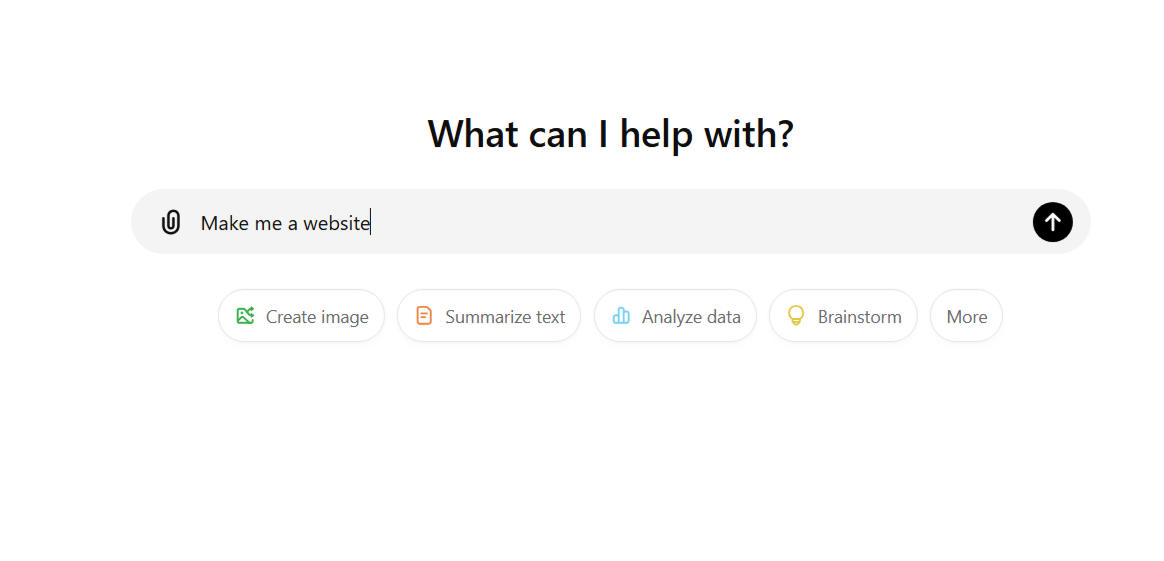 What can I help with?
Make me a website
Create image
Summarize text
Analyze data
Brainstorm
More